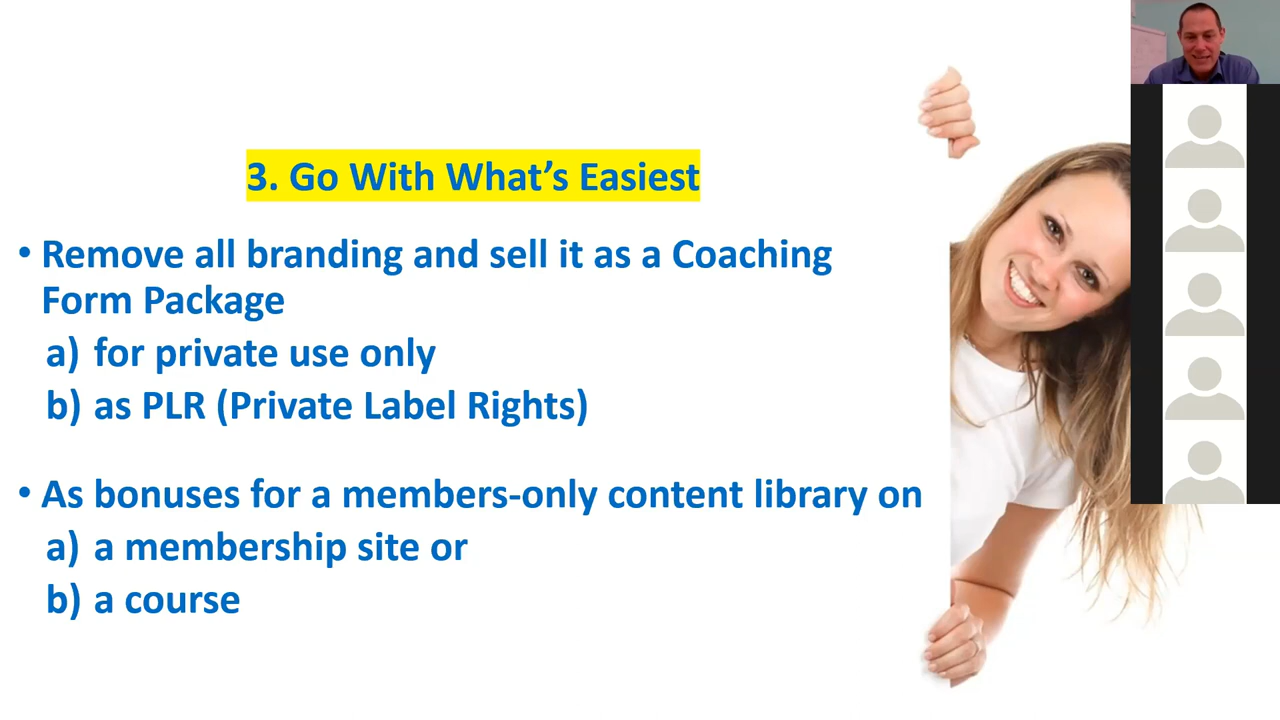 3. Go With What’s Easiest
• Remove all branding and sell it as a Coaching
Form Package
a) for private use only
b) as PLR (Private Label Rights)
• As bonuses for a members-only content library on
a) a membership site or
b) a course